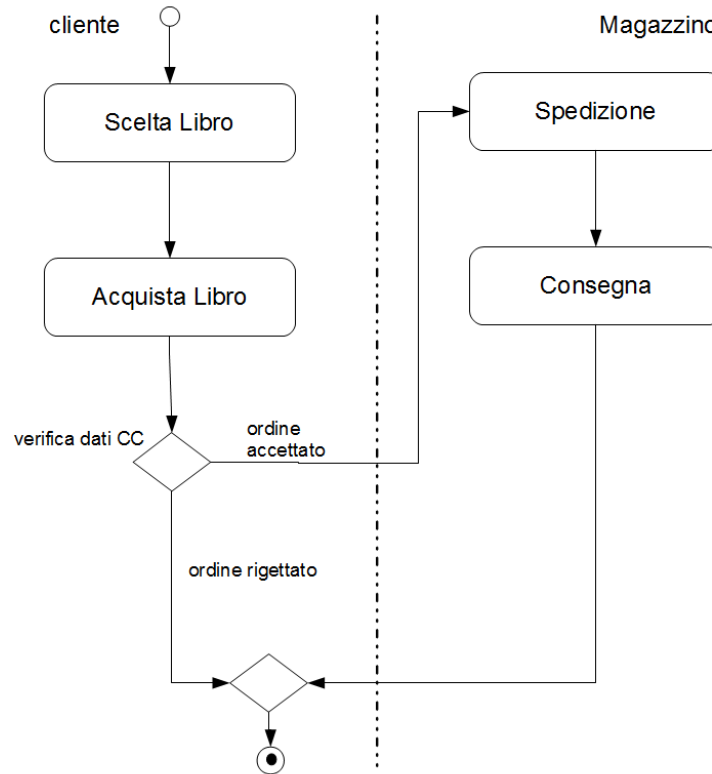 cliente
Magazzino
Scelta Libro
Spedizione
Acquista Libro
Consegna
verifica dati CC
ordine
accettato
ordine rigettato